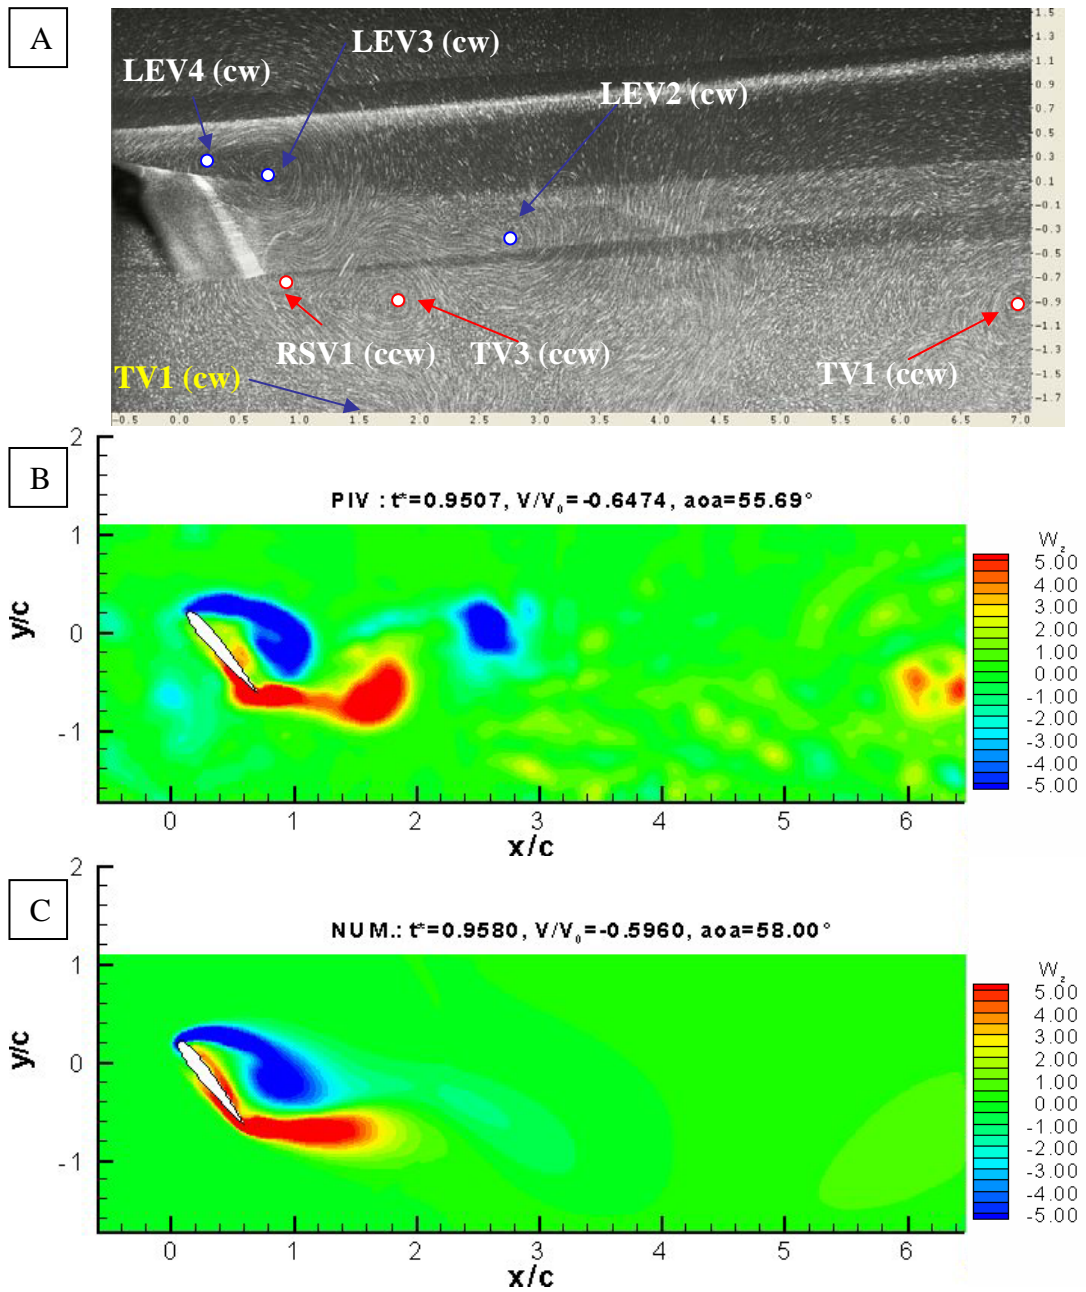 A
LEV3 (cw)
LEV4 (cw)
LEV2 (cw)
RSV1 (ccw)
TV3 (ccw)
TV1 (ccw)
TV1 (cw)
1.5
1.3
1.1
0.9
0.7
0.5
0.3
0.1
-0.1
-0.3
-0.5
-0.7
-0.9
-1.1
-1.3
-1.5
-1.7
-0.5 0.0 0.5 1.0 1.5 2.0 2.5 3.0 3.5 4.0 4.5 5.0 5.5 6.0 6.5 7.0
B
PIV : t*=0.9507, V/V₀=-0.6474, aoa=55.69°
2
1
0
-1
y/c
0 1 2 3 4 5 6
x/c
W_z
5.00
4.00
3.00
2.00
1.00
0.00
-1.00
-2.00
-3.00
-4.00
-5.00
C
NUM.: t*=0.9580, V/V₀=-0.5960, aoa=58.00°
2
1
0
-1
y/c
0 1 2 3 4 5 6
x/c
W_z
5.00
4.00
3.00
2.00
1.00
0.00
-1.00
-2.00
-3.00
-4.00
-5.00